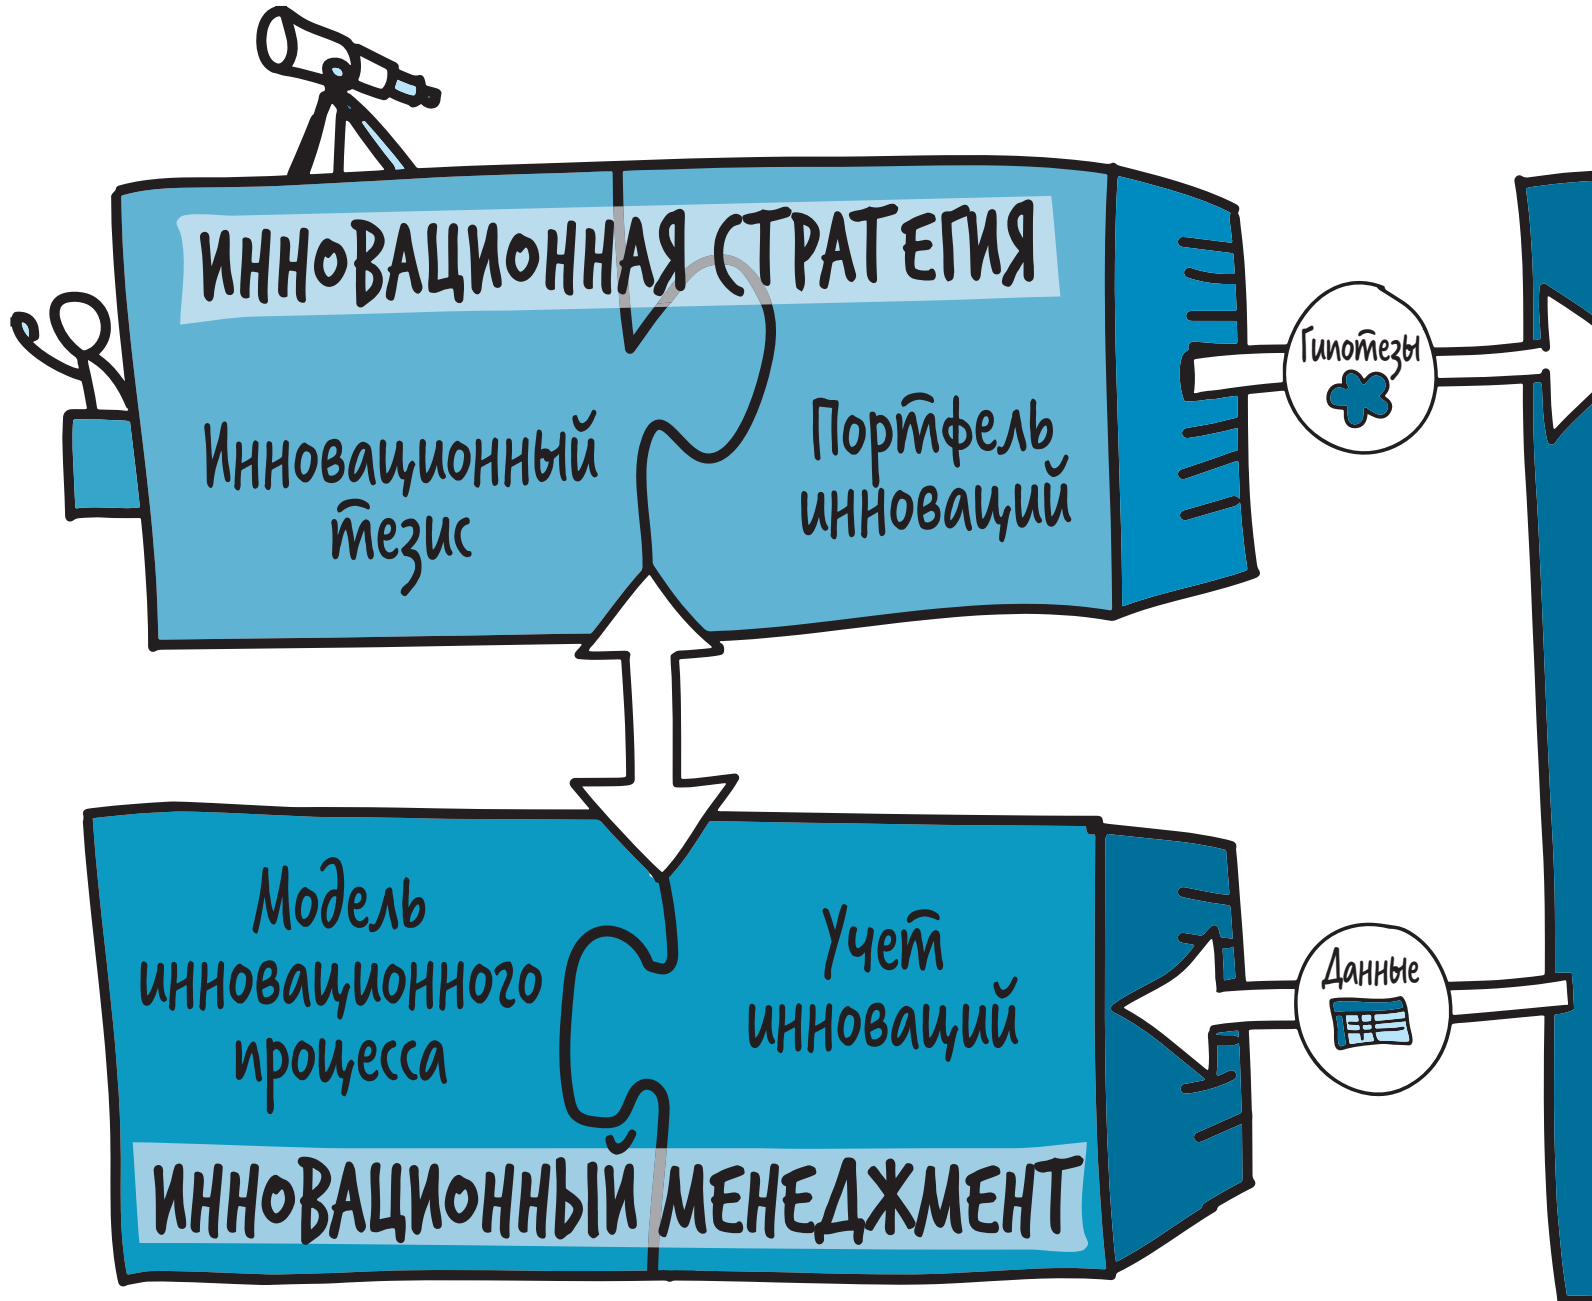 ИННОВАЦИОННАЯ СТРАТЕГИЯ
Инновационный
тезис
Портфель
инноваций
Гипотезы
Модель
инновационного
процесса
Учет
инноваций
Данные
ИННОВАЦИОННЫЙ МЕНЕДЖМЕНТ